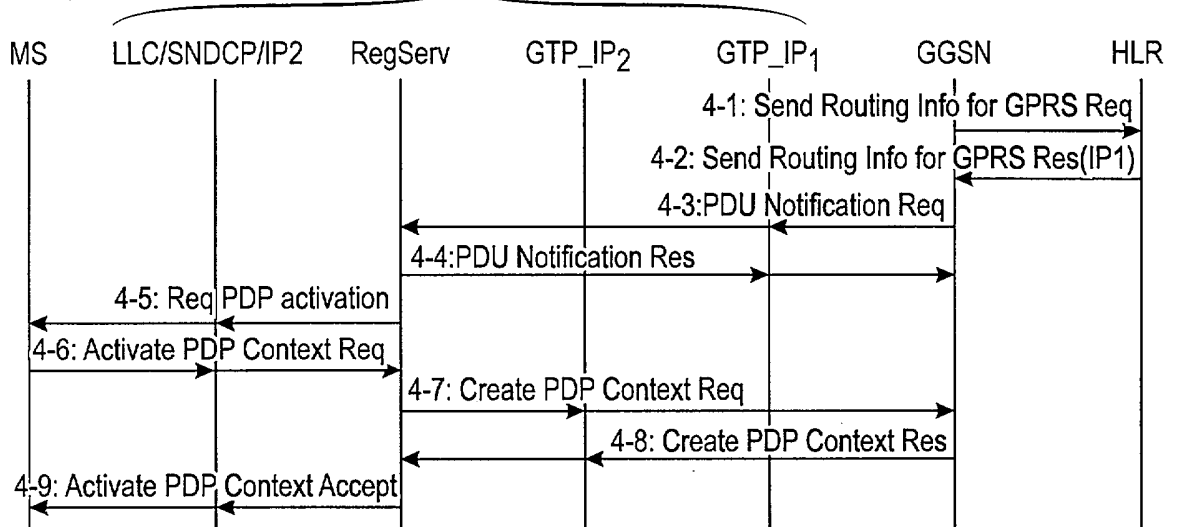 MS LLC/SNDCP/IP2 RegServ GTP_IP2 GTP_IP1 GGSN HLR
4-1: Send Routing Info for GPRS Req
4-2: Send Routing Info for GPRS Res(IP1)
4-3:PDU Notification Req
4-4:PDU Notification Res
4-5: Req PDP activation
4-6: Activate PDP Context Req
4-7: Create PDP Context Req
4-8: Create PDP Context Res
4-9: Activate PDP Context Accept